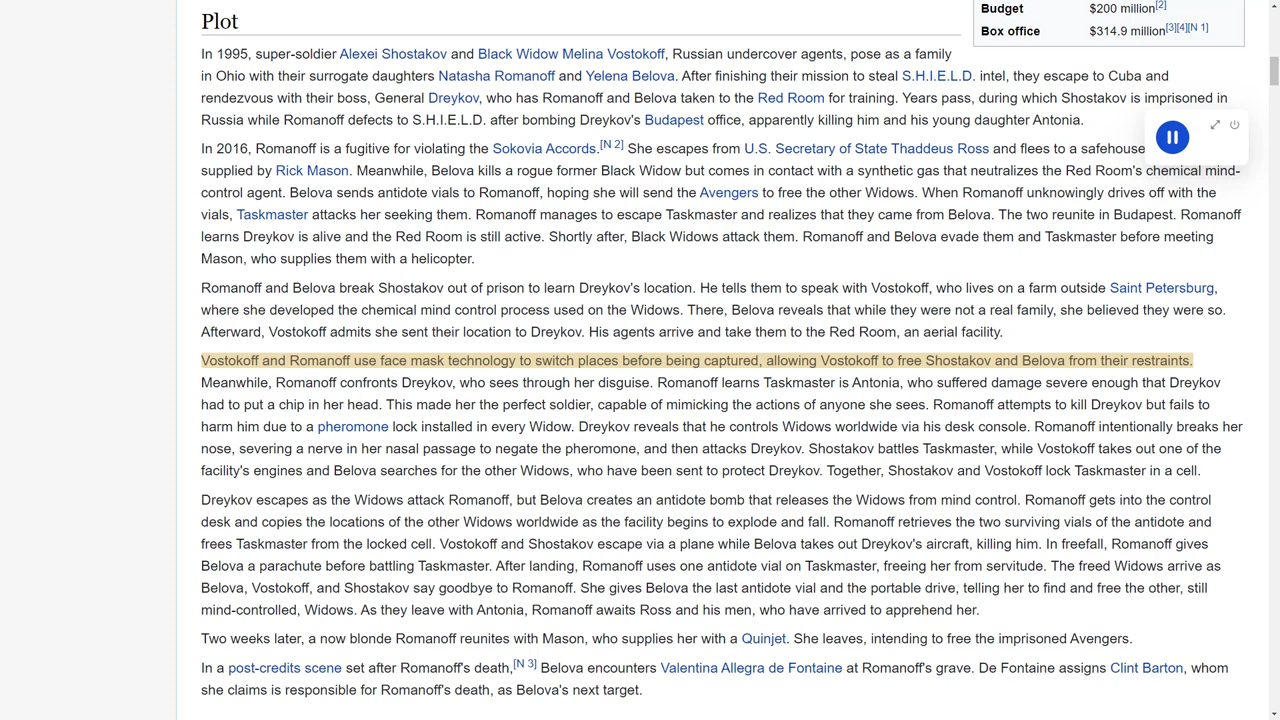 Plot
Budget $200 million[2]
Box office $314.9 million[3][4][N 1]
In 1995, super-soldier Alexei Shostakov and Black Widow Melina Vostokoff, Russian undercover agents, pose as a family
in Ohio with their surrogate daughters Natasha Romanoff and Yelena Belova. After finishing their mission to steal S.H.I.E.L.D. intel, they escape to Cuba and
rendezvous with their boss, General Dreykov, who has Romanoff and Belova taken to the Red Room for training. Years pass, during which Shostakov is imprisoned in
Russia while Romanoff defects to S.H.I.E.L.D. after bombing Dreykov's Budapest office, apparently killing him and his young daughter Antonia.
In 2016, Romanoff is a fugitive for violating the Sokovia Accords.[N 2] She escapes from U.S. Secretary of State Thaddeus Ross and flees to a safehouse
supplied by Rick Mason. Meanwhile, Belova kills a rogue former Black Widow but comes in contact with a synthetic gas that neutralizes the Red Room's chemical mind-
control agent. Belova sends antidote vials to Romanoff, hoping she will send the Avengers to free the other Widows. When Romanoff unknowingly drives off with the
vials, Taskmaster attacks her seeking them. Romanoff manages to escape Taskmaster and realizes that they came from Belova. The two reunite in Budapest. Romanoff
learns Dreykov is alive and the Red Room is still active. Shortly after, Black Widows attack them. Romanoff and Belova evade them and Taskmaster before meeting
Mason, who supplies them with a helicopter.
Romanoff and Belova break Shostakov out of prison to learn Dreykov's location. He tells them to speak with Vostokoff, who lives on a farm outside Saint Petersburg,
where she developed the chemical mind control process used on the Widows. There, Belova reveals that while they were not a real family, she believed they were so.
Afterward, Vostokoff admits she sent their location to Dreykov. His agents arrive and take them to the Red Room, an aerial facility.
Vostokoff and Romanoff use face mask technology to switch places before being captured, allowing Vostokoff to free Shostakov and Belova from their restraints.
Meanwhile, Romanoff confronts Dreykov, who sees through her disguise. Romanoff learns Taskmaster is Antonia, who suffered damage severe enough that Dreykov
had to put a chip in her head. This made her the perfect soldier, capable of mimicking the actions of anyone she sees. Romanoff attempts to kill Dreykov but fails to
harm him due to a pheromone lock installed in every Widow. Dreykov reveals that he controls Widows worldwide via his desk console. Romanoff intentionally breaks her
nose, severing a nerve in her nasal passage to negate the pheromone, and then attacks Dreykov. Shostakov battles Taskmaster, while Vostokoff takes out one of the
facility's engines and Belova searches for the other Widows, who have been sent to protect Dreykov. Together, Shostakov and Vostokoff lock Taskmaster in a cell.
Dreykov escapes as the Widows attack Romanoff, but Belova creates an antidote bomb that releases the Widows from mind control. Romanoff gets into the control
desk and copies the locations of the other Widows worldwide as the facility begins to explode and fall. Romanoff retrieves the two surviving vials of the antidote and
frees Taskmaster from the locked cell. Vostokoff and Shostakov escape via a plane while Belova takes out Dreykov's aircraft, killing him. In freefall, Romanoff gives
Belova a parachute before battling Taskmaster. After landing, Romanoff uses one antidote vial on Taskmaster, freeing her from servitude. The freed Widows arrive as
Belova, Vostokoff, and Shostakov say goodbye to Romanoff. She gives Belova the last antidote vial and the portable drive, telling her to find and free the other, still
mind-controlled, Widows. As they leave with Antonia, Romanoff awaits Ross and his men, who have arrived to apprehend her.
Two weeks later, a now blonde Romanoff reunites with Mason, who supplies her with a Quinjet. She leaves, intending to free the imprisoned Avengers.
In a post-credits scene set after Romanoff's death,[N 3] Belova encounters Valentina Allegra de Fontaine at Romanoff's grave. De Fontaine assigns Clint Barton, whom
she claims is responsible for Romanoff's death, as Belova's next target.